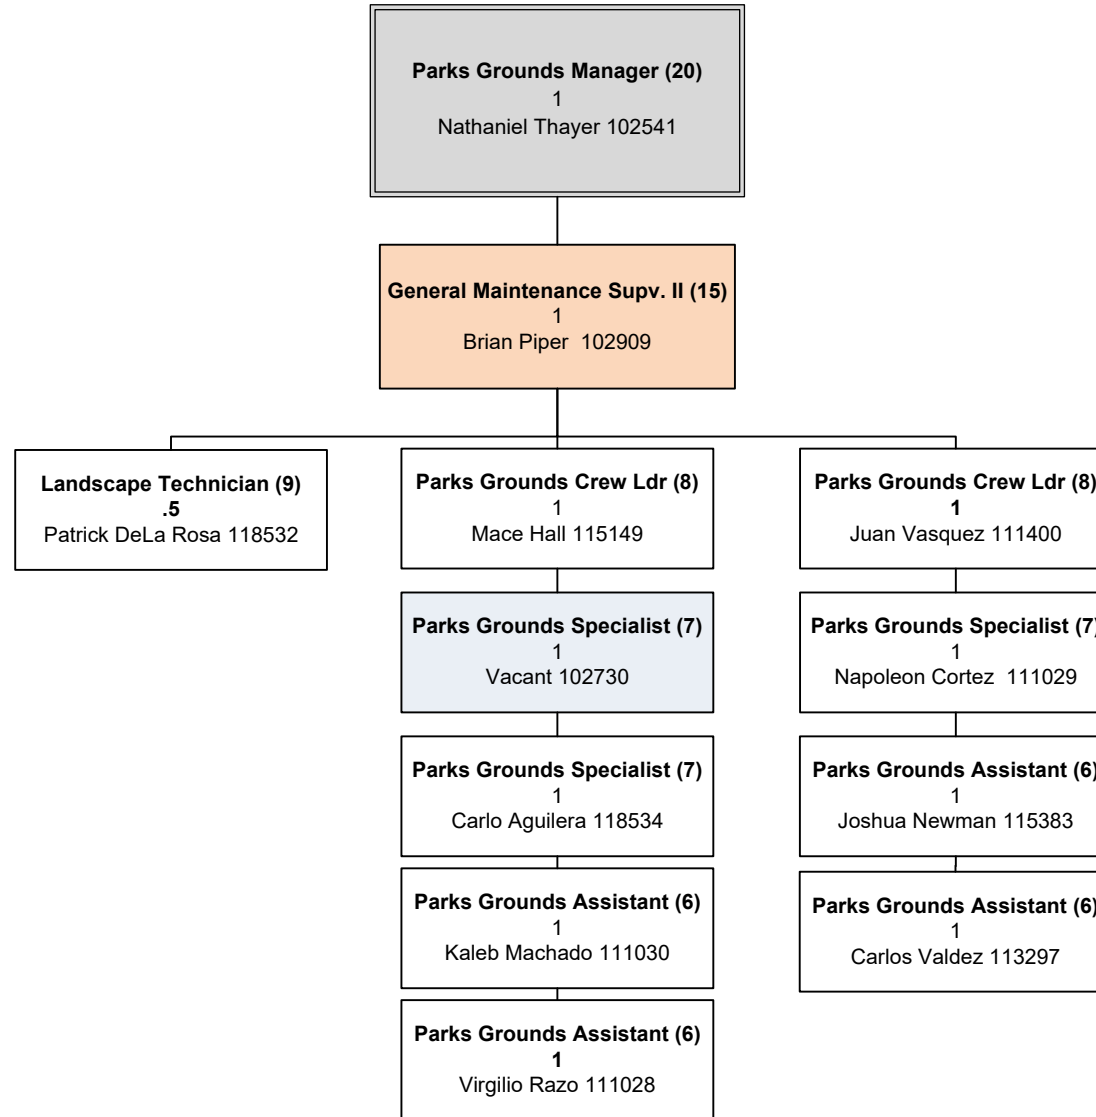 Parks Grounds Manager (20)
1
Nathaniel Thayer 102541
General Maintenance Supv. II (15)
1
Brian Piper  102909
Landscape Technician (9)
.5
Patrick DeLa Rosa 118532
Parks Grounds Crew Ldr (8)
1
Mace Hall 115149
Parks Grounds Specialist (7)
1
Vacant 102730
Parks Grounds Specialist (7)
1
Carlo Aguilera 118534
Parks Grounds Assistant (6)
1
Kaleb Machado 111030
Parks Grounds Assistant (6)
1
Virgilio Razo 111028
Parks Grounds Crew Ldr (8)
1
Juan Vasquez 111400
Parks Grounds Specialist (7)
1
Napoleon Cortez  111029
Parks Grounds Assistant (6)
1
Joshua Newman 115383
Parks Grounds Assistant (6)
1
Carlos Valdez 113297